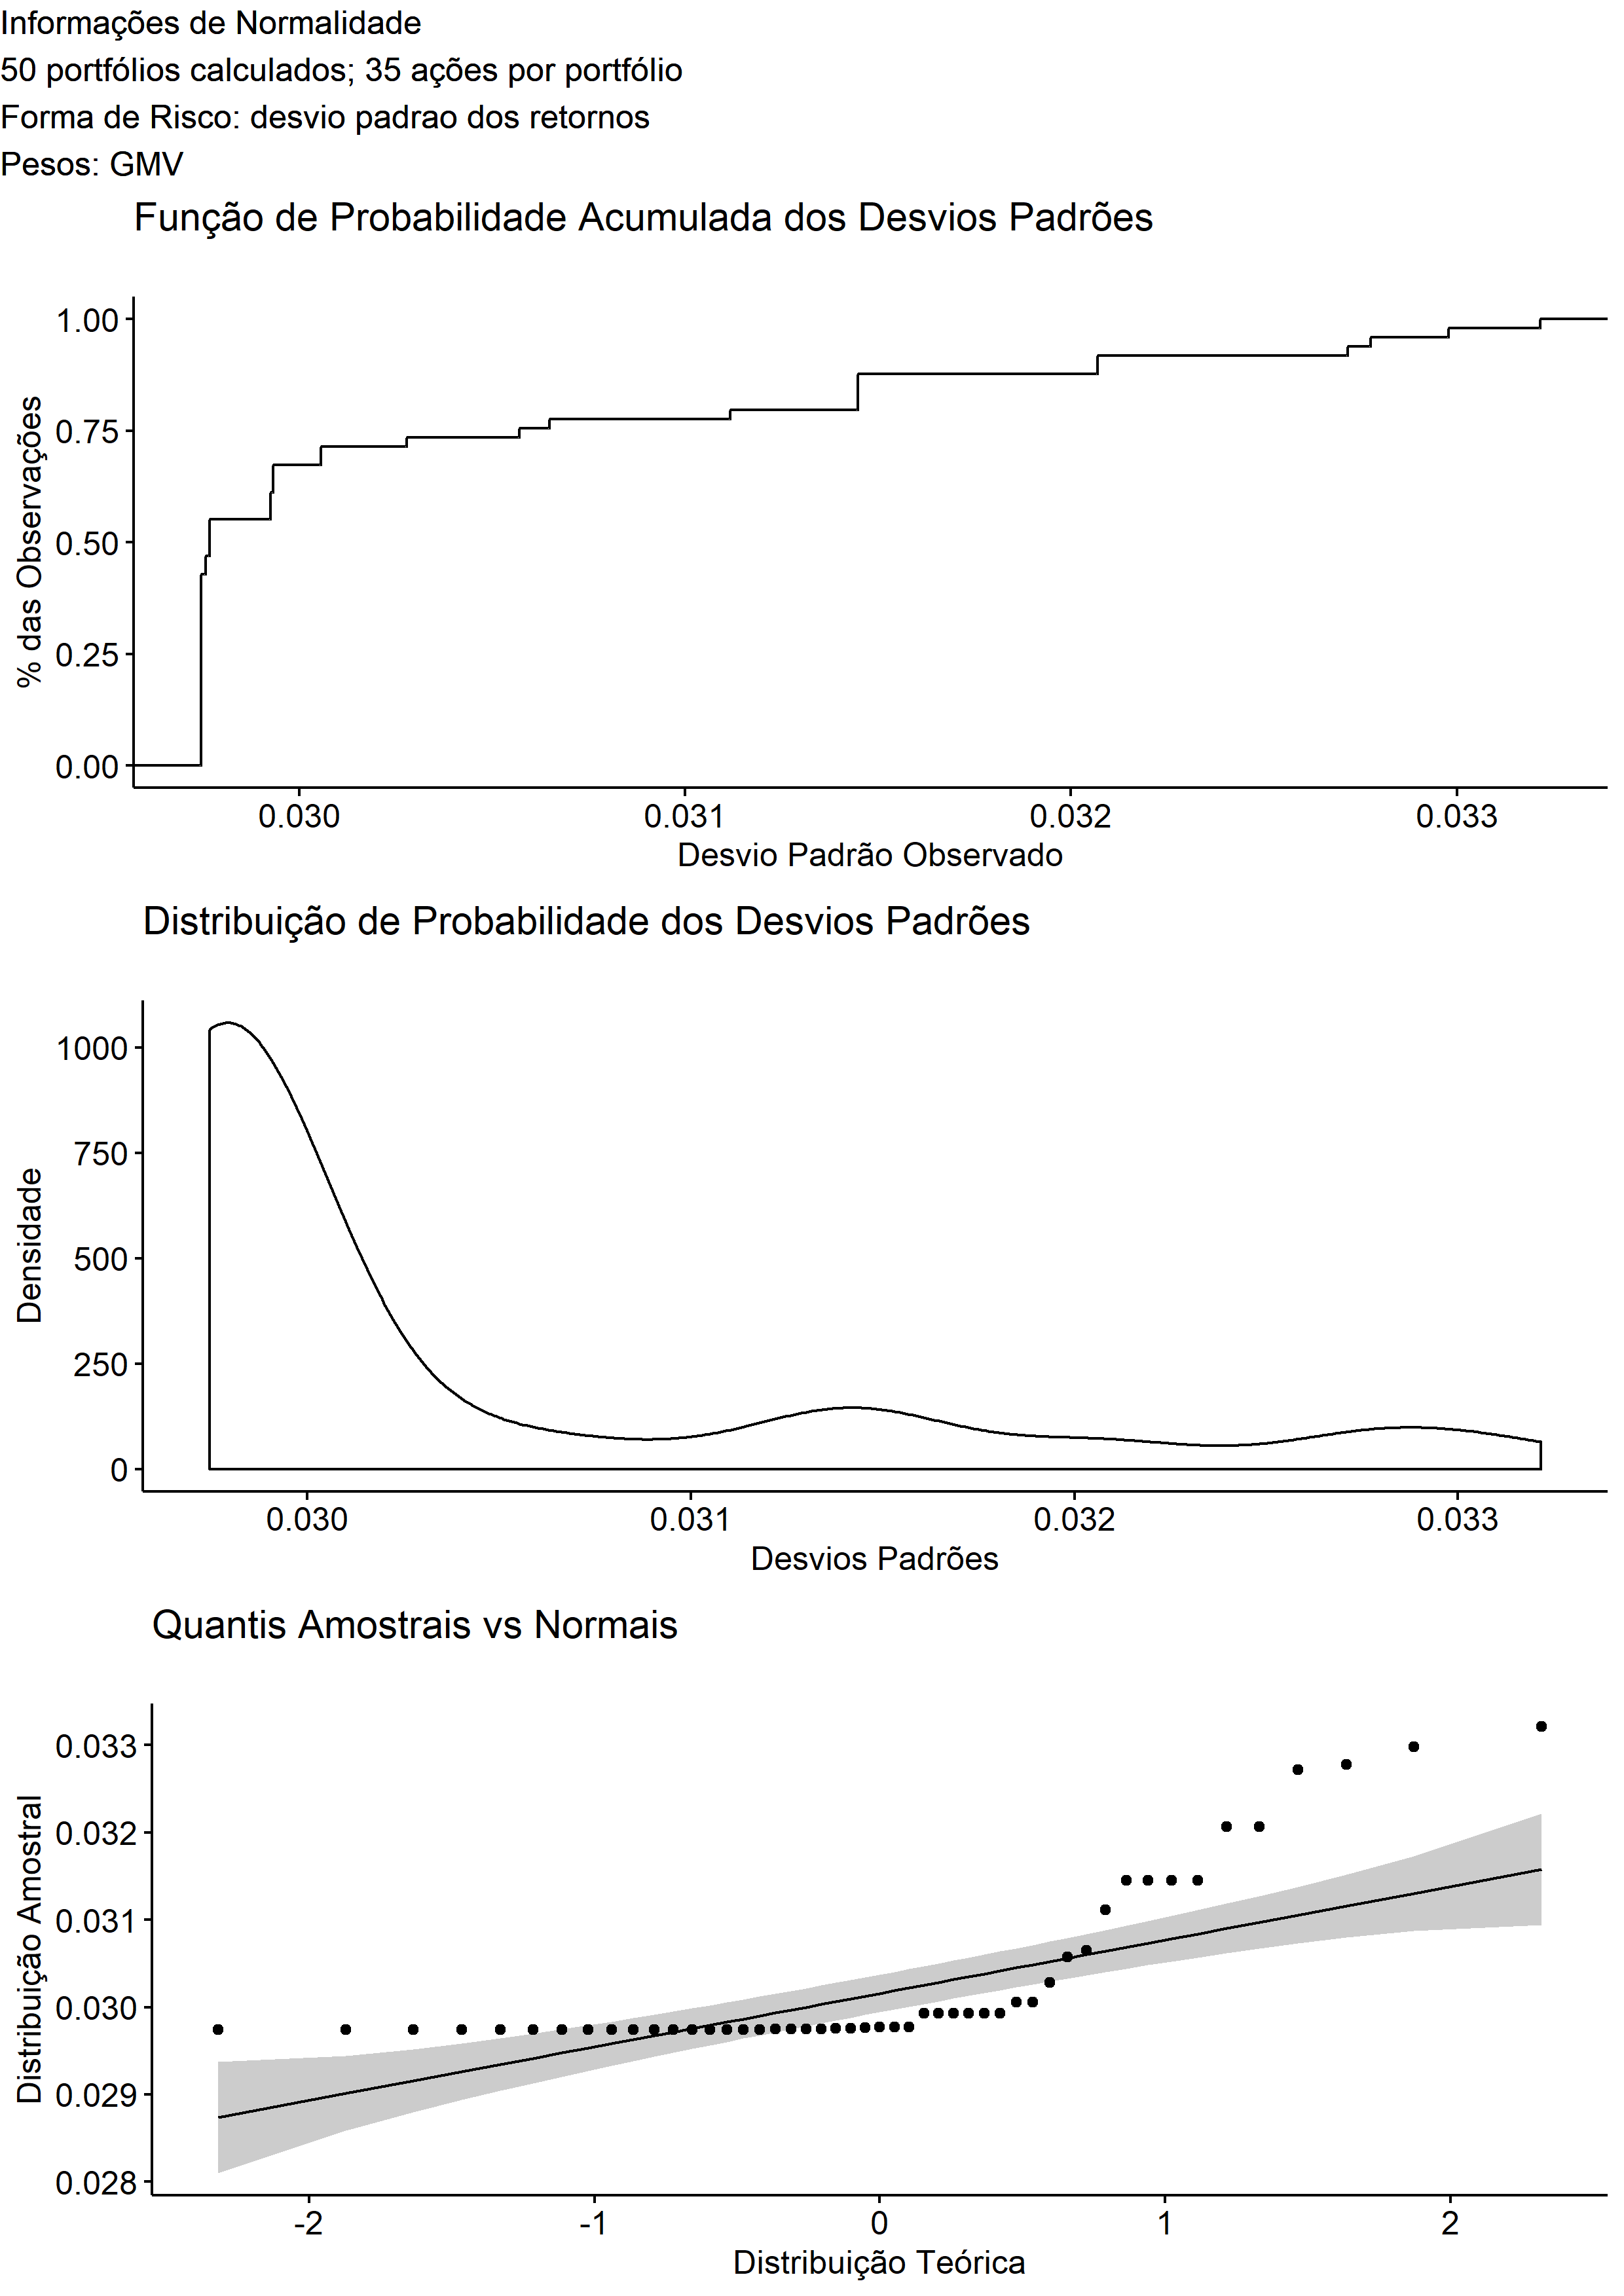 Informações de Normalidade
50 portfólios calculados; 35 ações por portfólio
Forma de Risco: desvio padrao dos retornos
Pesos: GMV
Função de Probabilidade Acumulada dos Desvios Padrões
% das Observações
1.00
0.75
0.50
0.25
0.00
0.030 0.031 0.032 0.033
Desvio Padrão Observado
Distribuição de Probabilidade dos Desvios Padrões
Densidade
1000
750
500
250
0
0.030 0.031 0.032 0.033
Desvios Padrões
Quantis Amostrais vs Normais
Distribuição Amostral
0.033
0.032
0.031
0.030
0.029
0.028
-2 -1 0 1 2
Distribuição Teórica